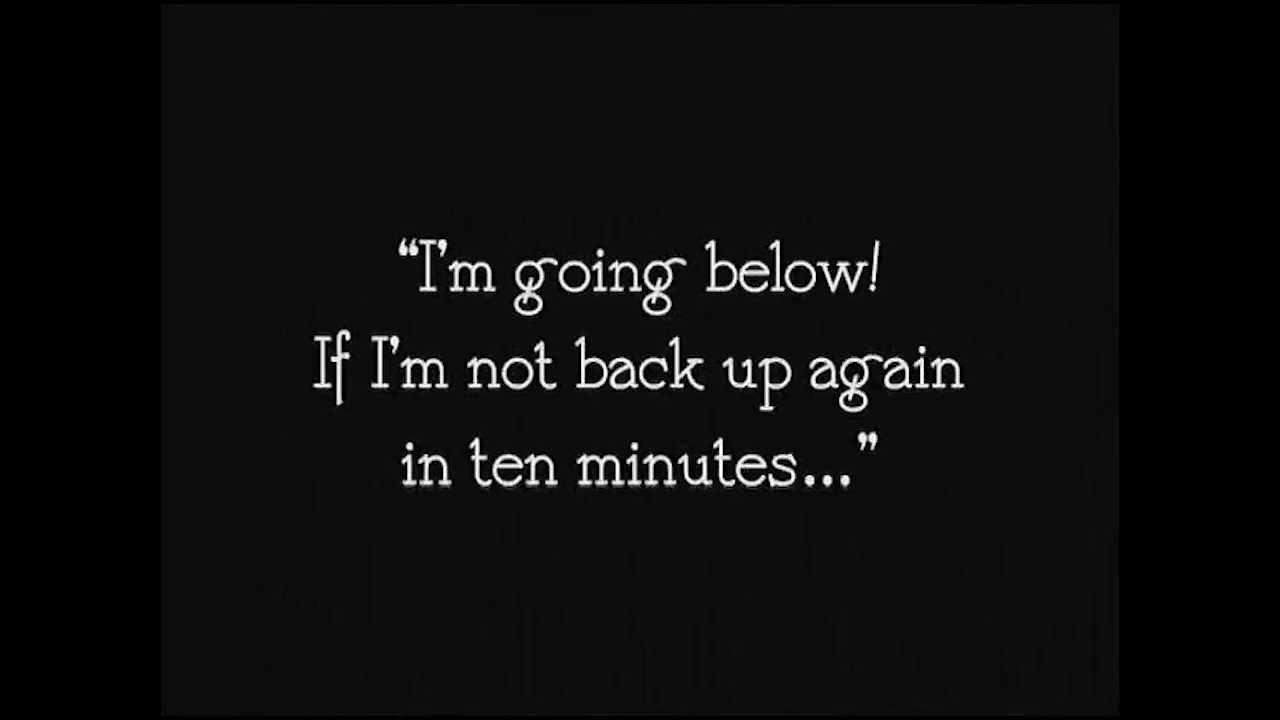 “I'm going below!
If I'm not back up again
in ten minutes...”